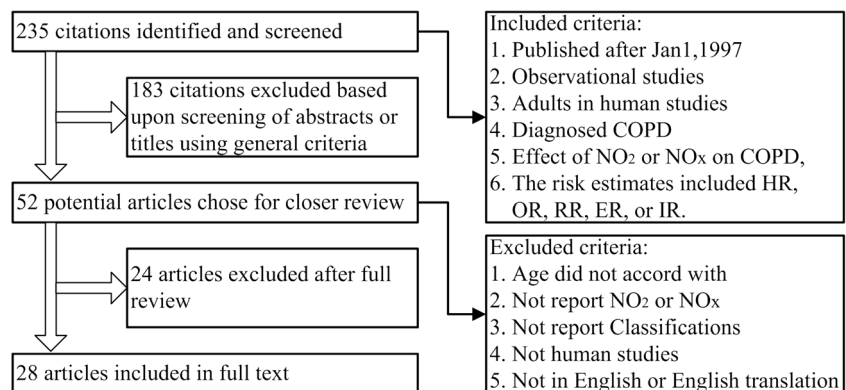 235 citations identified and screened
183 citations excluded based
upon screening of abstracts or
titles using general criteria
52 potential articles chose for closer review
24 articles excluded after full
review
28 articles included in full text
Included criteria:
1. Published after Jan1,1997
2. Observational studies
3. Adults in human studies
4. Diagnosed COPD
5. Effect of NO2 or NOx on COPD,
6. The risk estimates included HR,
OR, RR, ER, or IR.
Excluded criteria:
1. Age did not accord with
2. Not report NO2 or NOx
3. Not report Classifications
4. Not human studies
5. Not in English or English translation